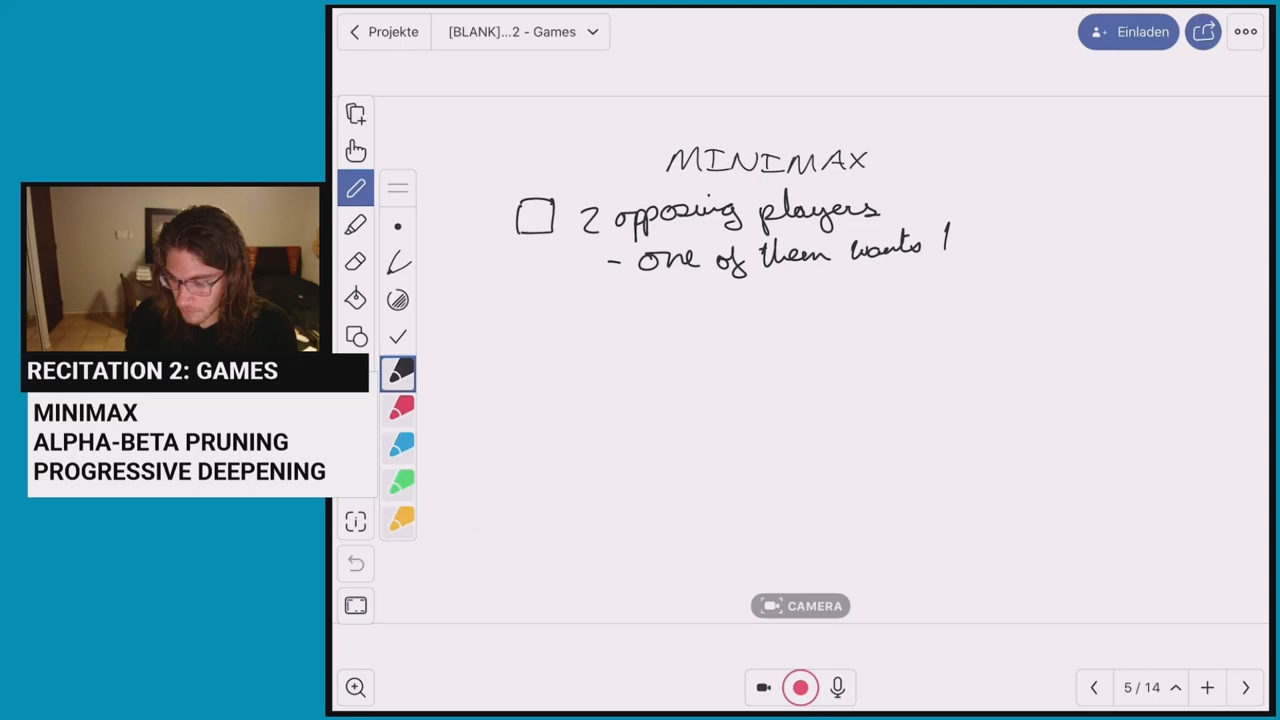 Projekte
[BLANK]...2 - Games
Einladen
MINIMAX
2 opposing players
- one of them wants
RECITATION 2: GAMES
MINIMAX
ALPHA-BETA PRUNING
PROGRESSIVE DEEPENING
CAMERA
5 / 14